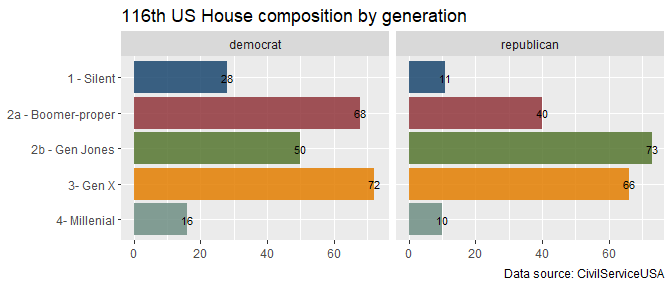 116th US House composition by generation
democrat republican
1 - Silent 28 11
2a - Boomer-proper 68 40
2b - Gen Jones 50 73
3- Gen X 72 66
4- Millenial 16 10
0 20 40 60 0 20 40 60
Data source: CivilServiceUSA